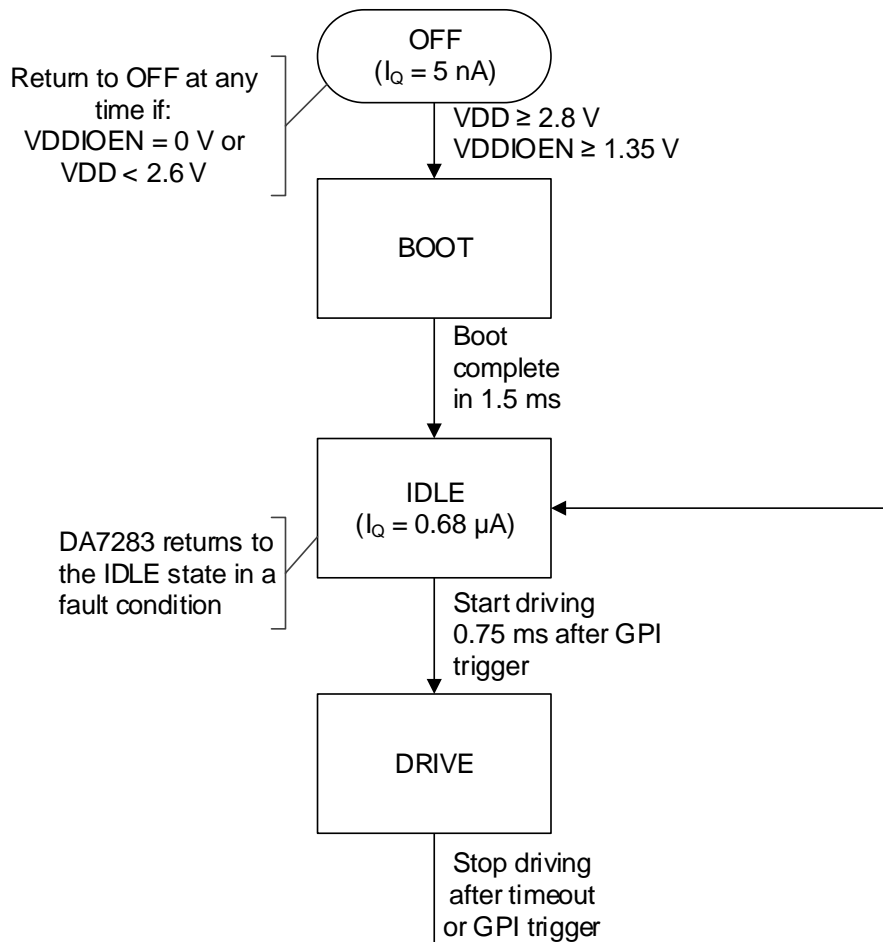 OFF
(IQ = 5 nA)
Return to OFF at any
time if:
VDDIOEN = 0 V or
VDD < 2.6 V
VDD ≥ 2.8 V
VDDIOEN ≥ 1.35 V
BOOT
Boot
complete
in 1.5 ms
IDLE
(IQ = 0.68 µA)
DA7283 returns to
the IDLE state in a
fault condition
Start driving
0.75 ms after GPI
trigger
DRIVE
Stop driving
after timeout
or GPI trigger